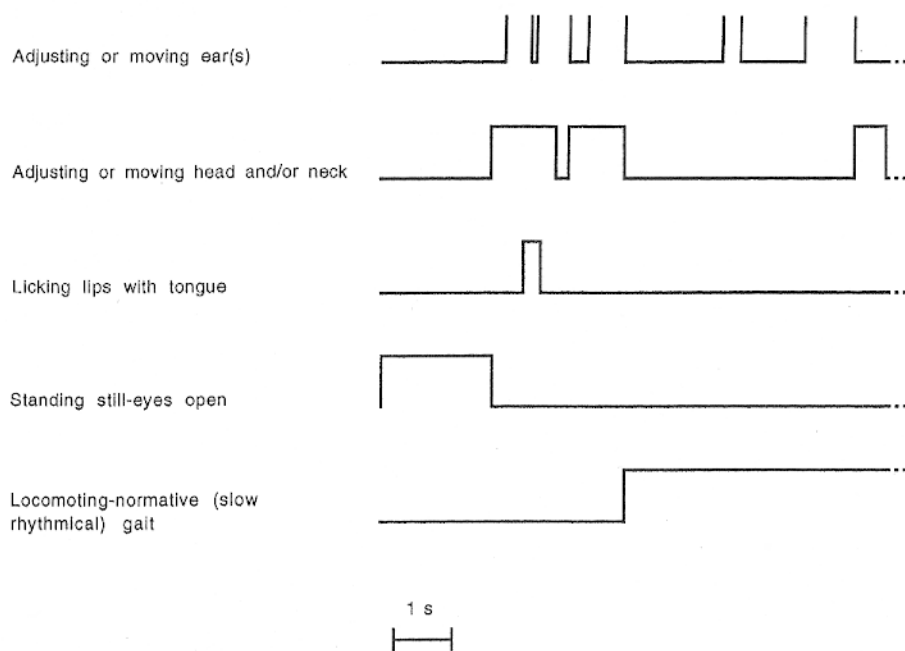 Adjusting or moving ear(s)
Adjusting or moving head and/or neck
Licking lips with tongue
Standing still-eyes open
Locomoting-normative (slow
rhythmical) gait
1 s